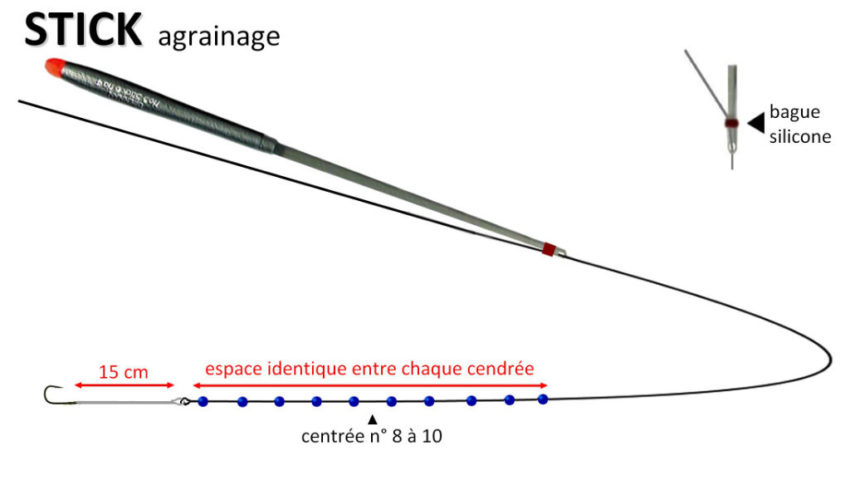 STICK agrainage
bague
silicone
15 cm
espace identique entre chaque cendrée
centrée n° 8 à 10